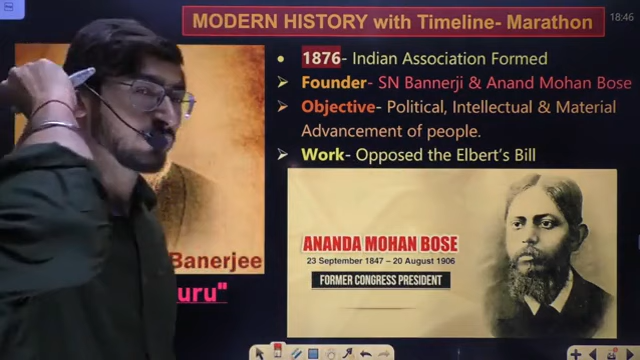 MODERN HISTORY with Timeline- Marathon
18:46
1876- Indian Association Formed
Founder- SN Bannerji & Anand Mohan Bose
Objective- Political, Intellectual & Material
Advancement of people.
Work- Opposed the Elbert's Bill
Banerjee
uru"
ANANDA MOHAN BOSE
23 September 1847 – 20 August 1906
FORMER CONGRESS PRESIDENT